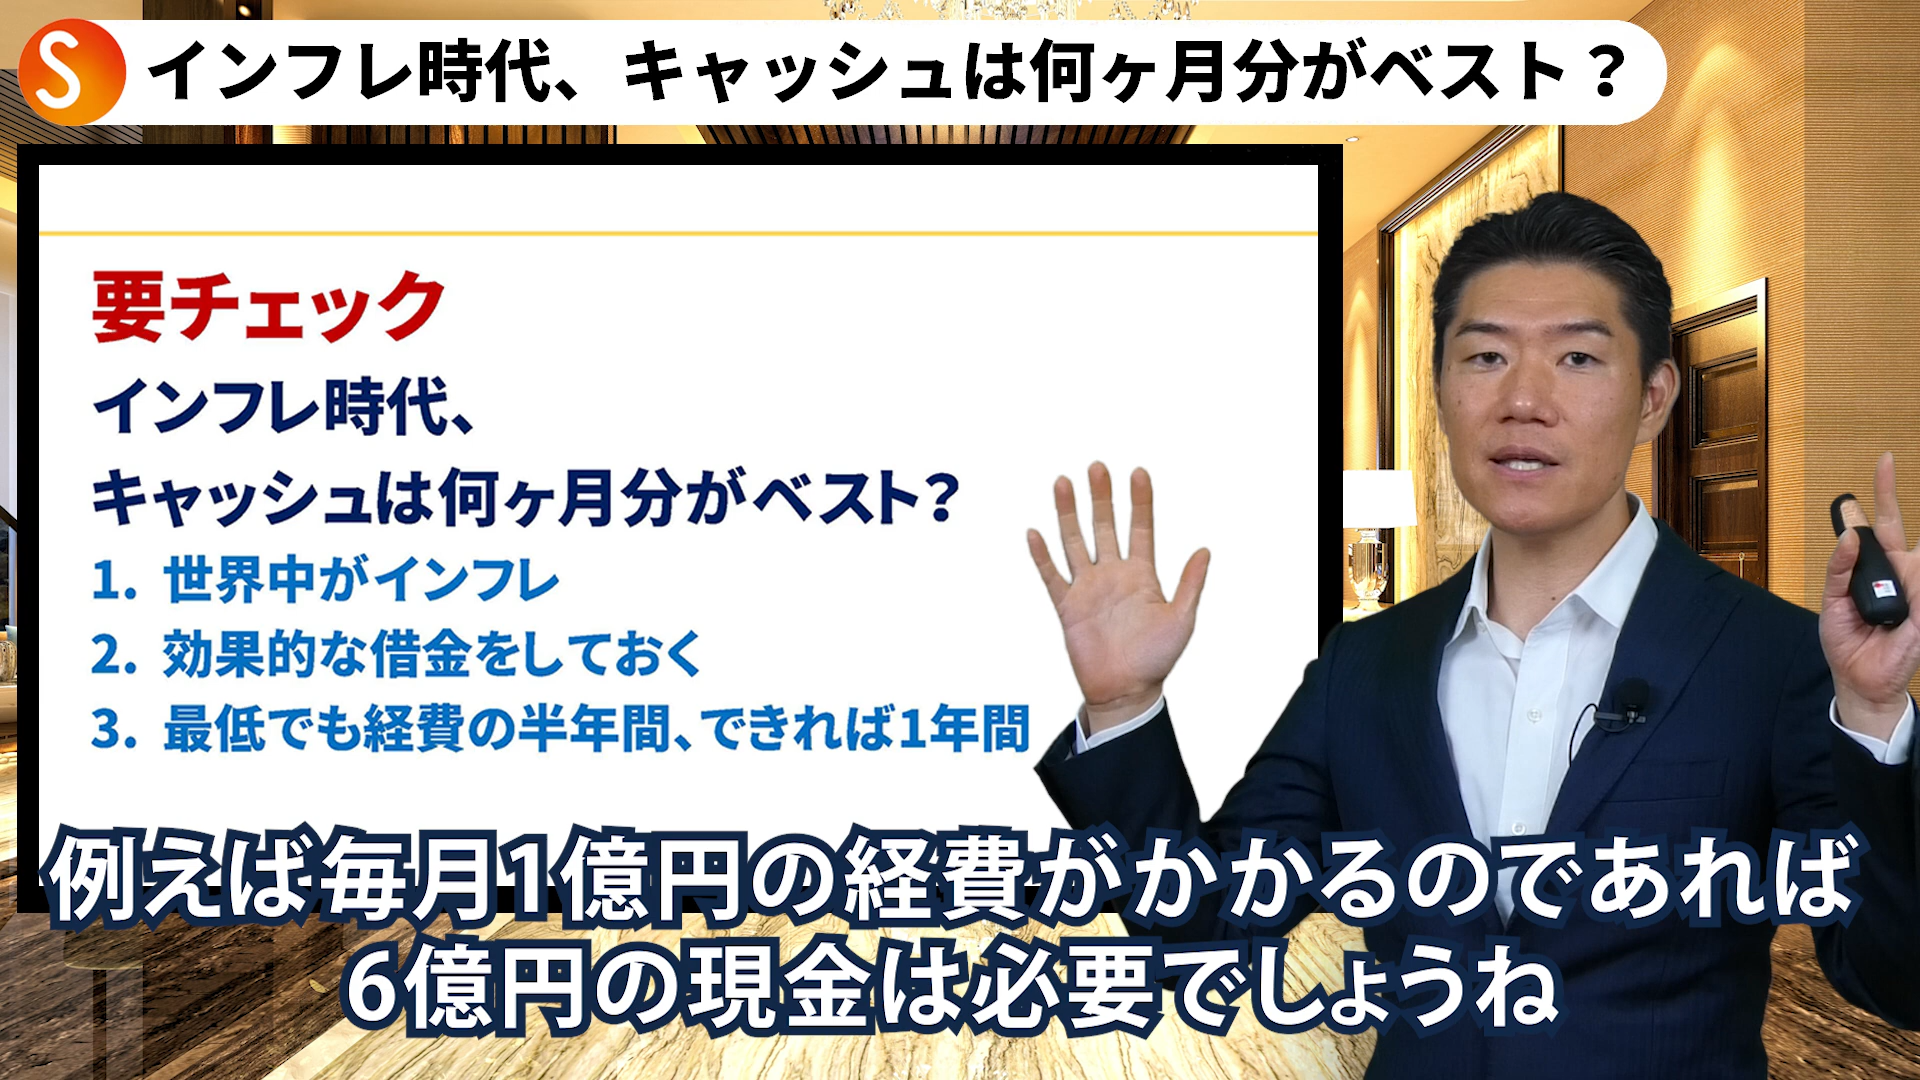 S インフレ時代、キャッシュは何ヶ月分がベスト？
要チェック
インフレ時代、
キャッシュは何ヶ月分がベスト？
1. 世界中がインフレ
2. 効果的な借金をしておく
3. 最低でも経費の半年間、できれば1年間
例えば毎月1億円の経費がかかるのであれば
6億円の現金は必要でしょうね